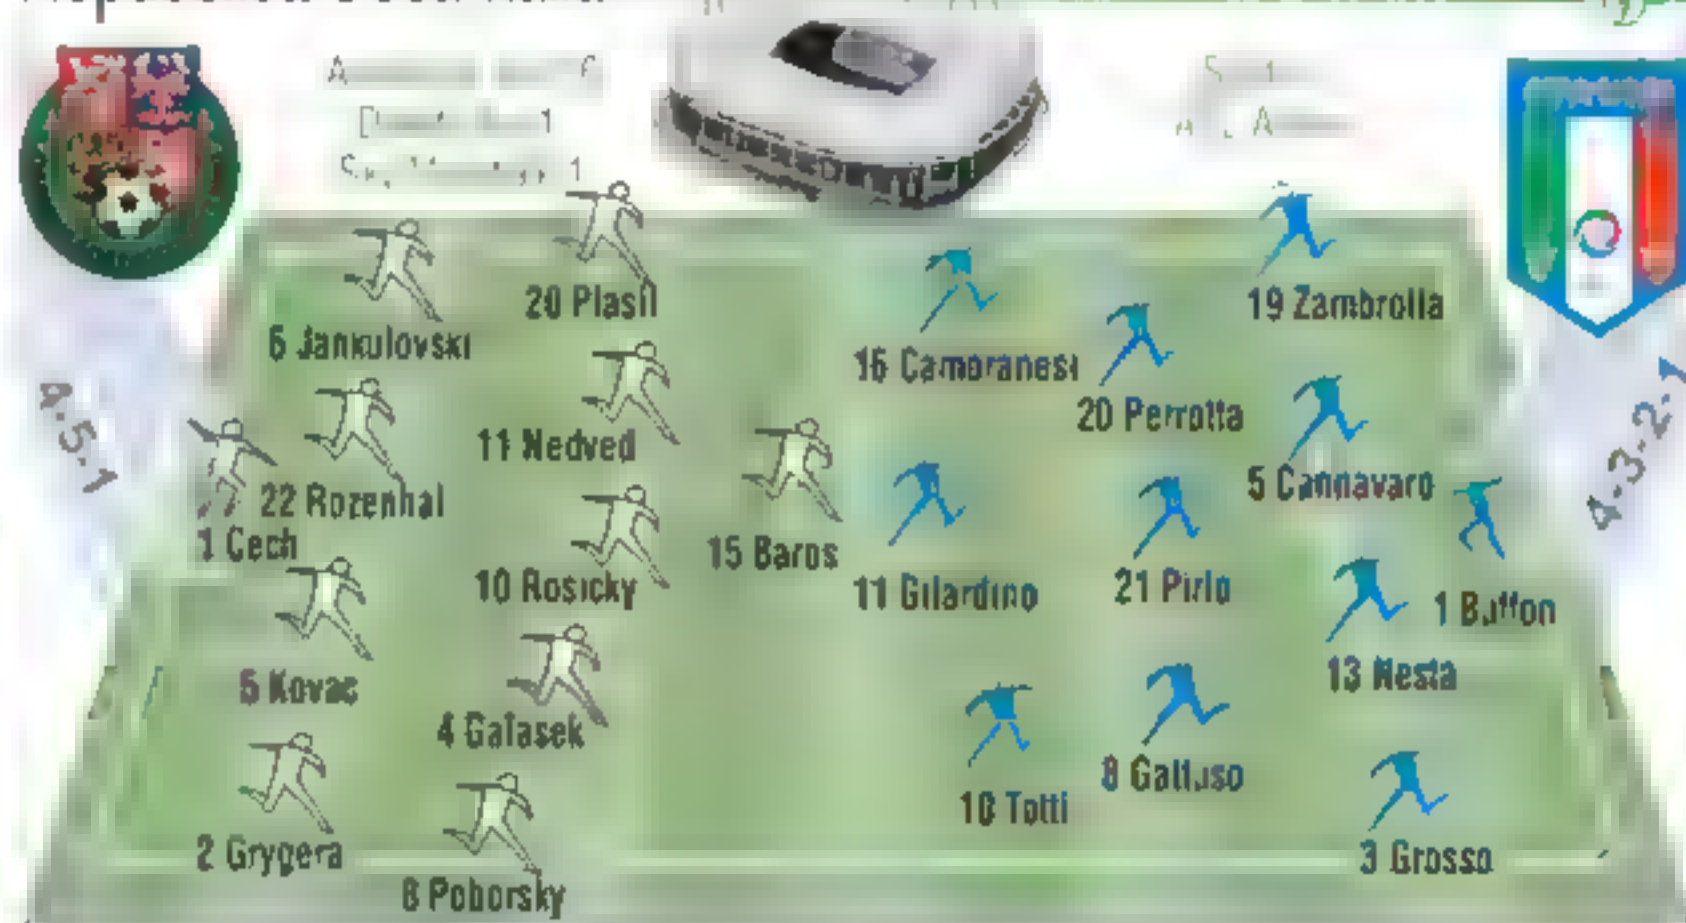 4-5-1
4-3-2-1
20 Plasil
19 Zambrotta
6 Jankulovski
16 Camoranesi
20 Perrotta
11 Nedved
5 Cannavaro
22 Rozenhal
1 Cech
15 Baros
10 Rosicky
11 Gilardino
21 Pirlo
1 Buffon
13 Nesta
5 Kovac
4 Galasek
8 Gattuso
10 Totti
2 Grygera
3 Grosso
8 Poborsky